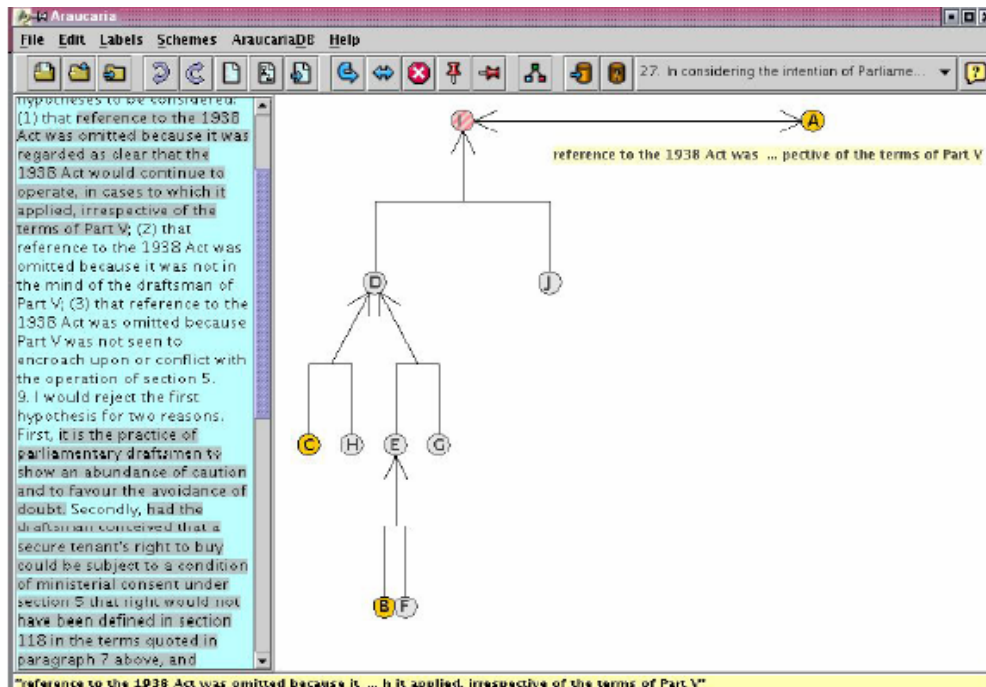 Araucaria
File Edit Labels Schemes AraucariaDB Help
27. In considering the intention of Parliame...
?
hypotheses to be considered:
(1) that reference to the 1938
Act was omitted because it was
regarded as clear that the
1938 Act would continue to
operate, in cases to which it
applied, irrespective of the
terms of Part V; (2) that
reference to the 1938 Act was
omitted because it was not in
the mind of the draftsman of
Part V; (3) that reference to the
1938 Act was omitted because
Part V was not seen to
encroach upon or conflict with
the operation of section 5.
9. I would reject the first
hypothesis for two reasons.
First, it is the practice of
parliamentary draftsmen to
show an abundance of caution
and to favour the avoidance of
doubt. Secondly, had the
draftsman conceived that a
secure tenant's right to buy
could be subject to a condition
of ministerial consent under
section 5 that right would not
have been defined in section
118 in the terms quoted in
paragraph 7 above, and
I A
reference to the 1938 Act was ... pective of the terms of Part V
D J
C H E G
B F
"reference to the 1938 Act was omitted because it ... h it applied, irrespective of the terms of Part V"